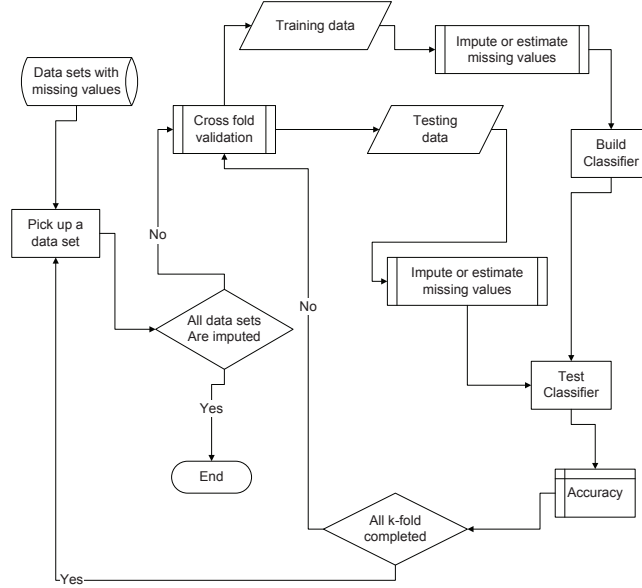 Training data
Impute or estimate
missing values
Data sets with
missing values
Cross fold
validation
Testing
data
Build
Classifier
Pick up a
data set
No
Impute or estimate
missing values
No
All data sets
Are imputed
Test
Classifier
Yes
End
Accuracy
All k-fold
completed
Yes